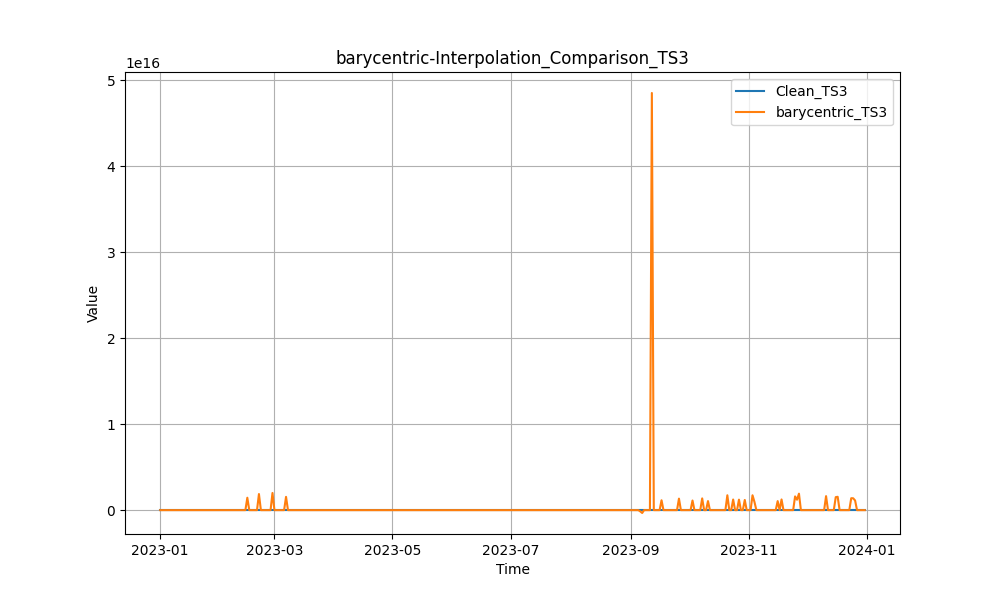 barycentric-Interpolation_Comparison_TS3
1e16
Clean_TS3
barycentric_TS3
5
4
3
2
1
0
Value
2023-01 2023-03 2023-05 2023-07 2023-09 2023-11 2024-01
Time